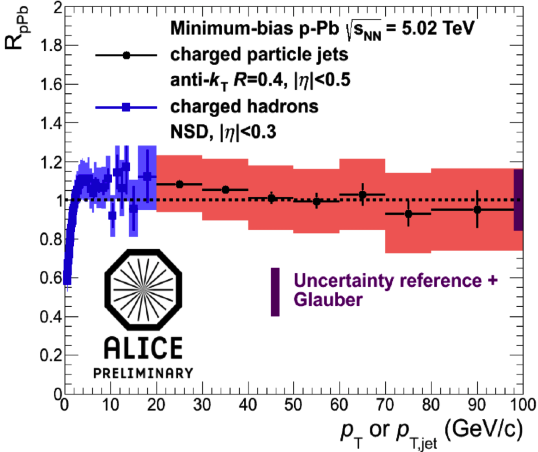 R_pPb
Minimum-bias p-Pb √s_NN = 5.02 TeV
charged particle jets
anti-k_T R=0.4, |η|<0.5
charged hadrons
NSD, |η|<0.3
2
1.8
1.6
1.4
1.2
1
0.8
0.6
0.4
0.2
0
Uncertainty reference +
Glauber
ALICE
PRELIMINARY
0 10 20 30 40 50 60 70 80 90 100
p_T or p_T,jet (GeV/c)